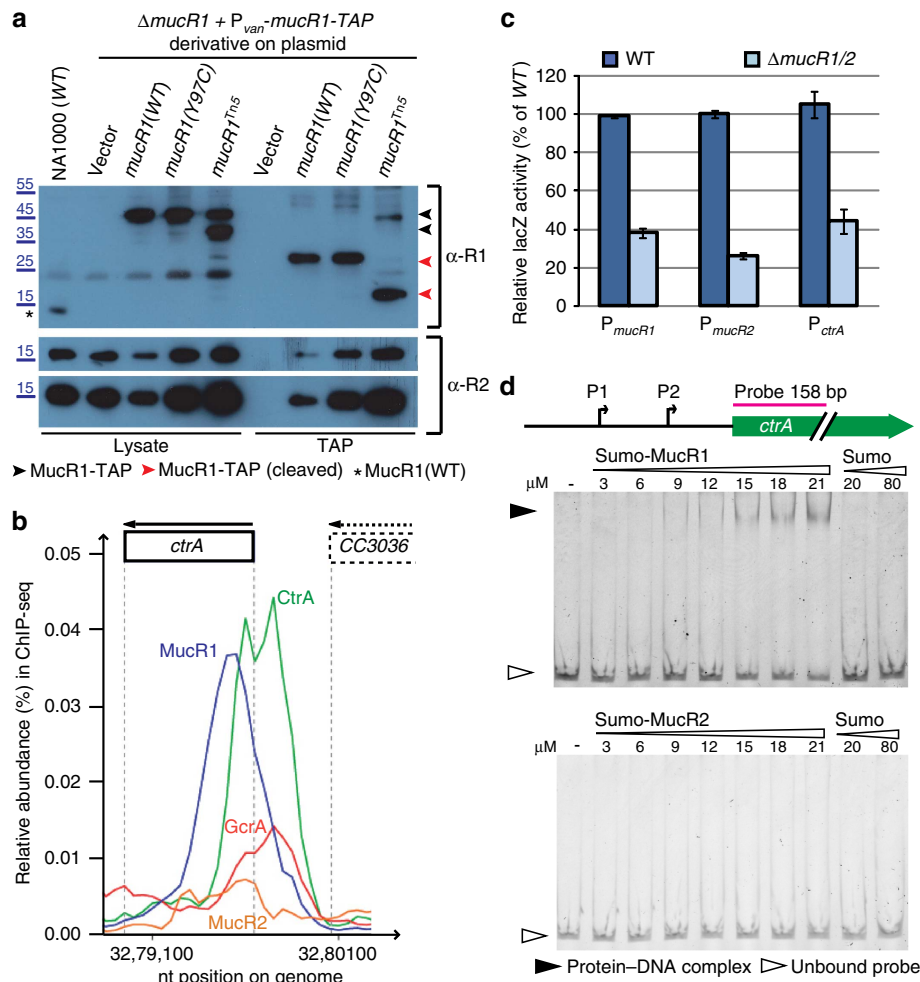 a
ΔmucR1 + Pvan-mucR1-TAP
derivative on plasmid
NA1000 (WT)
Vector
mucR1(WT)
mucR1(Y97C)
mucR1Tn5
Vector
mucR1(WT)
mucR1(Y97C)
mucR1Tn5
55
45
35
25
15
*
α-R1
15
15
α-R2
Lysate
TAP
MucR1-TAP
MucR1-TAP (cleaved)
*MucR1(WT)
b
ctrA
CC3036
Relative abundance (%) in ChIP-seq
0.05
0.04
0.03
0.02
0.01
0.00
CtrA
MucR1
GcrA
MucR2
32,79,100
32,80100
nt position on genome
c
WT
ΔmucR1/2
Relative lacZ activity (% of WT)
120
100
80
60
40
20
0
PmucR1
PmucR2
PctrA
d
P1
P2
Probe 158 bp
ctrA
Sumo-MucR1
Sumo
μM
- 3 6 9 12 15 18 21 20 80
Sumo-MucR2
Sumo
μM
- 3 6 9 12 15 18 21 20 80
Protein–DNA complex
Unbound probe